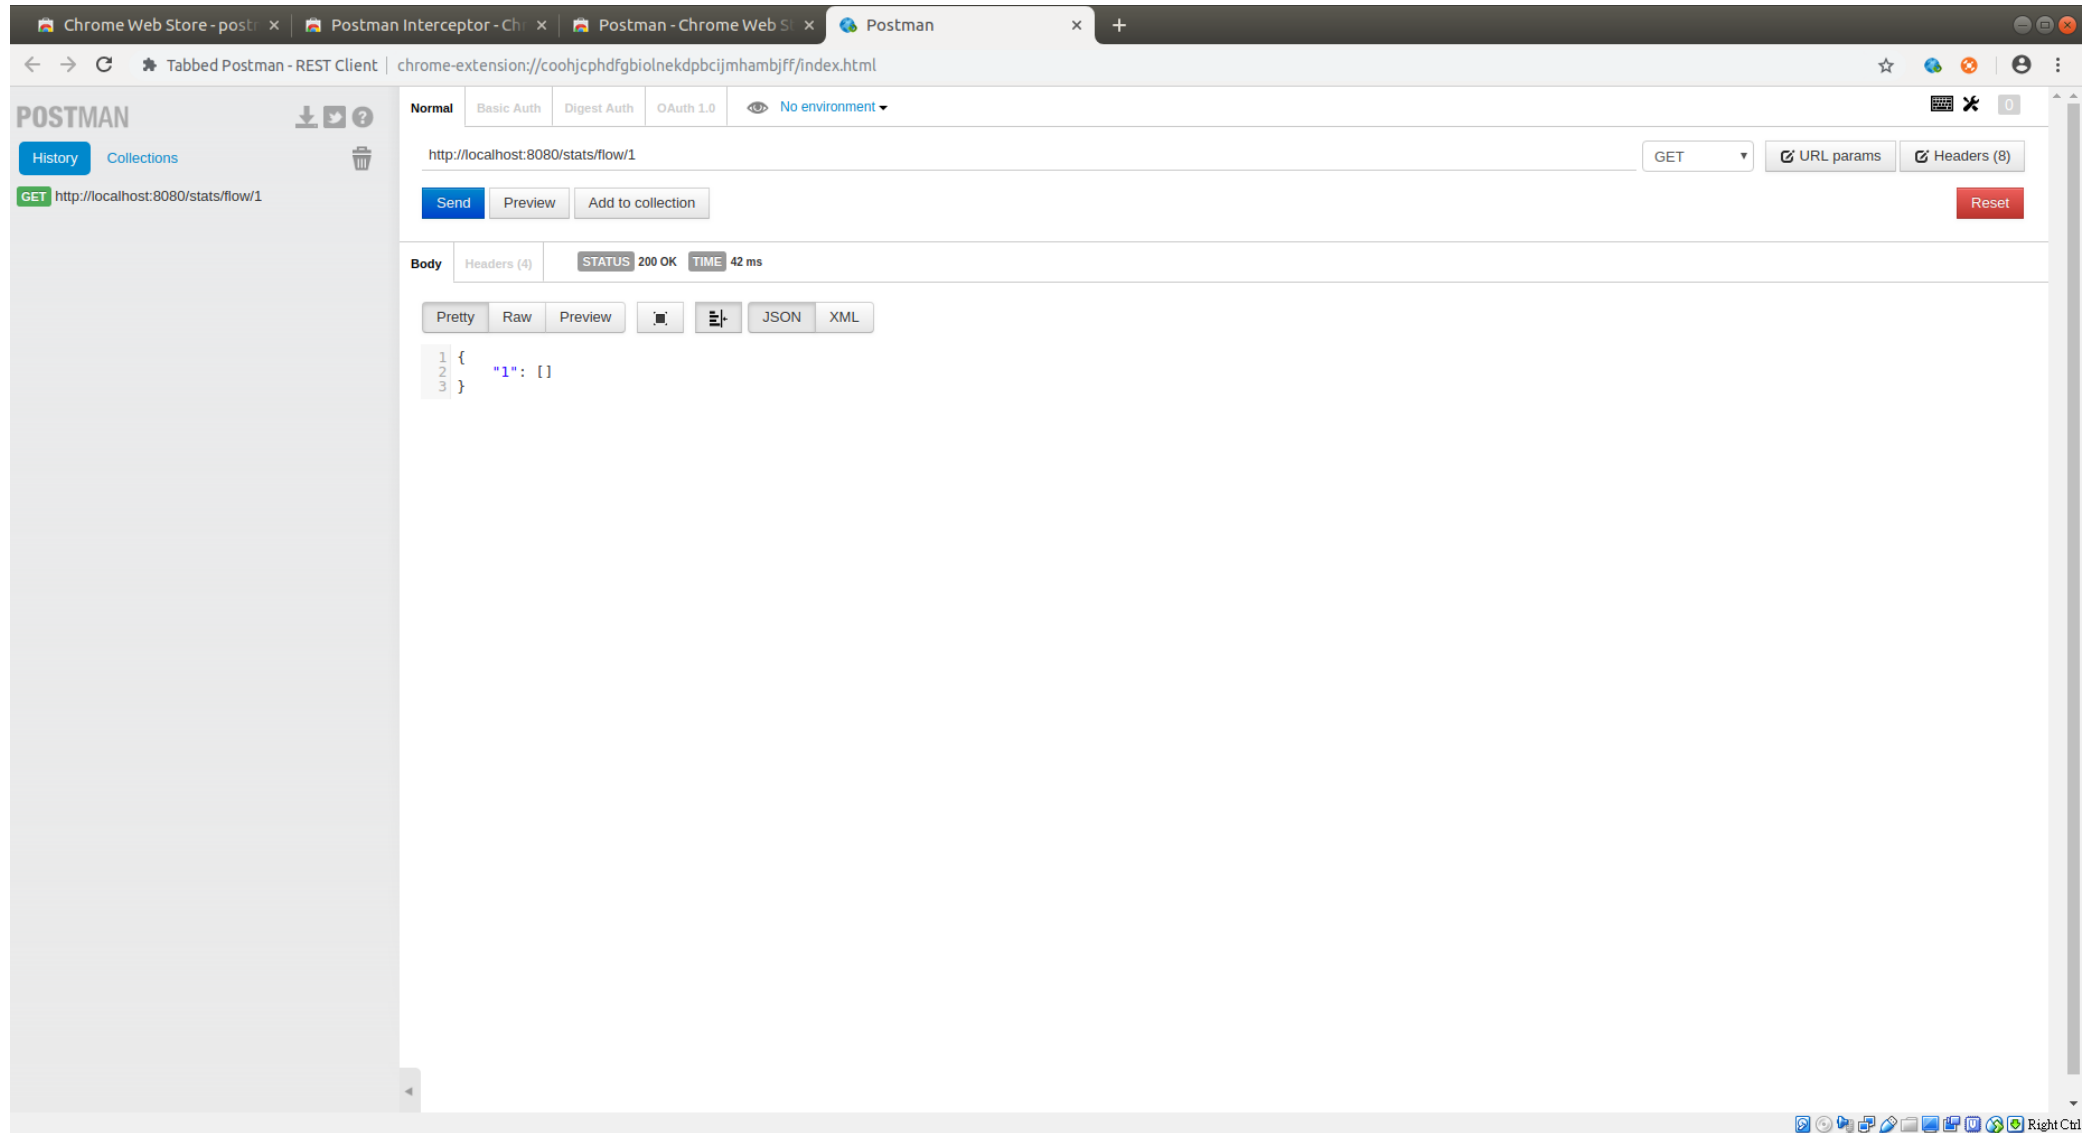 Chrome Web Store - postr
Postman Interceptor - Chr
Postman - Chrome Web St
Postman
Tabbed Postman - REST Client
chrome-extension://coohjcphdfgbiolnekdpbcijmhambjff/index.html
POSTMAN
History
Collections
GET http://localhost:8080/stats/flow/1
Normal
Basic Auth
Digest Auth
OAuth 1.0
No environment
0
http://localhost:8080/stats/flow/1
GET
URL params
Headers (8)
Send
Preview
Add to collection
Reset
Body
Headers (4)
STATUS 200 OK TIME 42 ms
Pretty
Raw
Preview
JSON
XML
1 {
2 "1": []
3 }
Right Ctrl